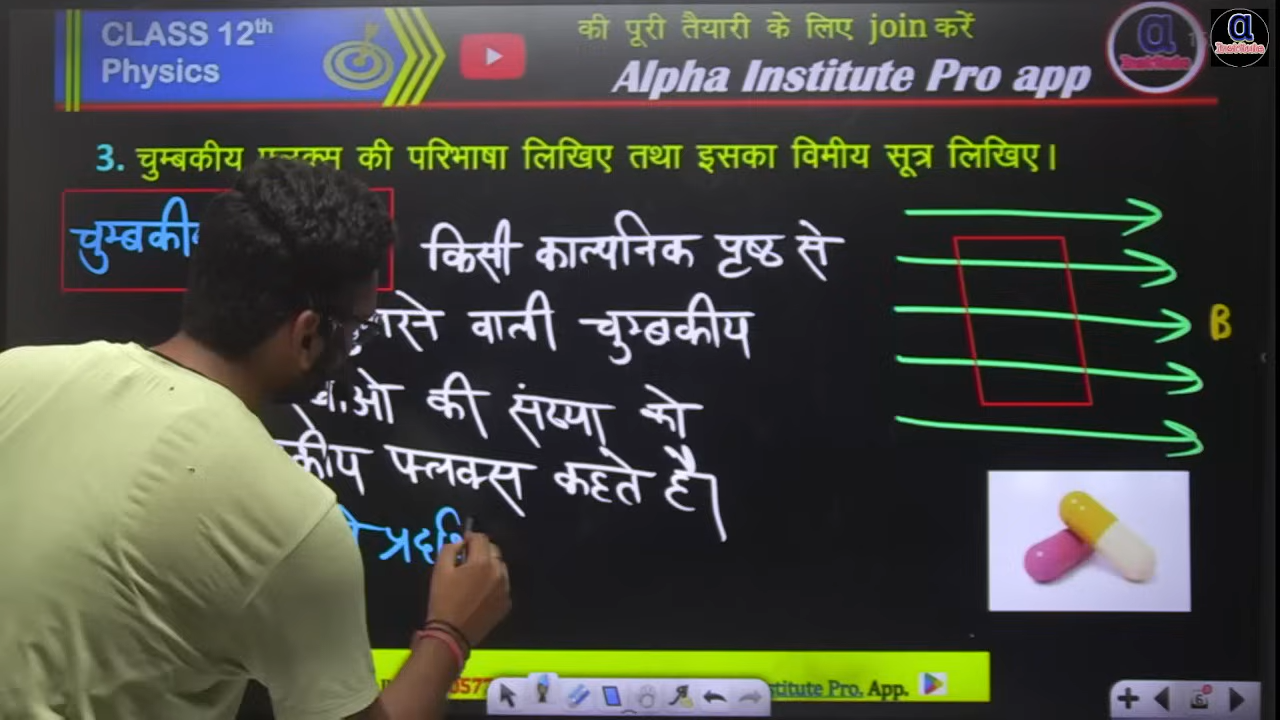 CLASS 12th
Physics
की पूरी तैयारी के लिए join करें
Alpha Institute Pro app
α
Institute
3. चुम्बकीय फ्लक्स की परिभाषा लिखिए तथा इसका विमीय सूत्र लिखिए।
किसी काल्पनिक पृष्ठ से
वाली चुम्बकीय
की संख्या को
फ्लक्स कहते है।
B
App.